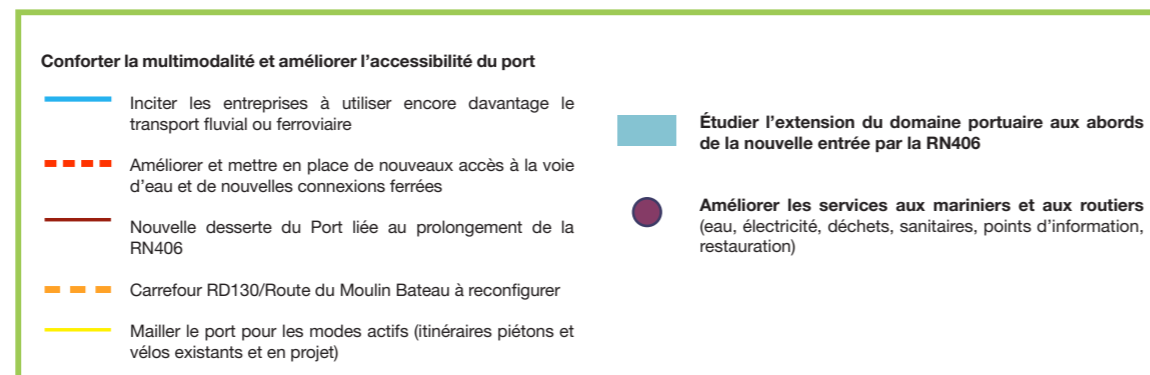 Conforter la multimodalité et améliorer l’accessibilité du port
Inciter les entreprises à utiliser encore davantage le
transport fluvial ou ferroviaire
Améliorer et mettre en place de nouveaux accès à la voie
d’eau et de nouvelles connexions ferrées
Nouvelle desserte du Port liée au prolongement de la
RN406
Carrefour RD130/Route du Moulin Bateau à reconfigurer
Mailler le port pour les modes actifs (itinéraires piétons et
vélos existants et en projet)
Étudier l’extension du domaine portuaire aux abords
de la nouvelle entrée par la RN406
Améliorer les services aux mariniers et aux routiers
(eau, électricité, déchets, sanitaires, points d’information,
restauration)